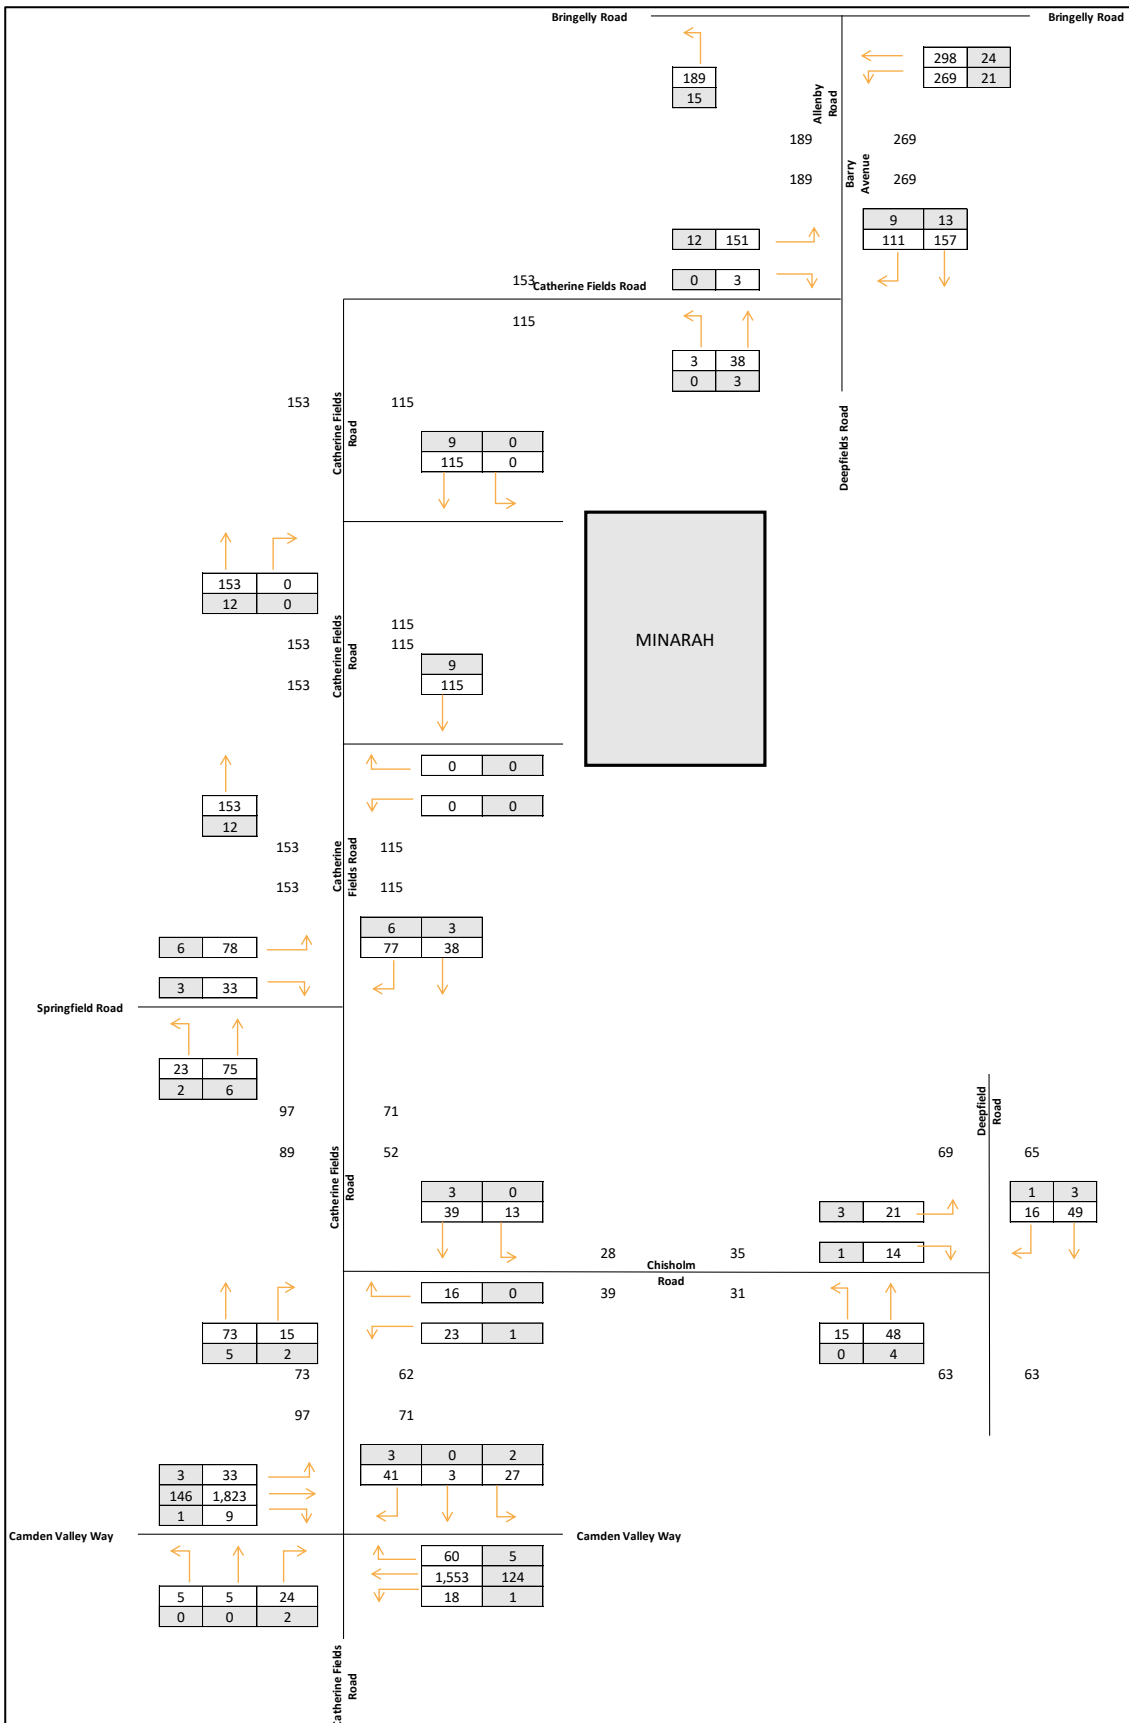 Bringelly Road
Bringelly Road
189
15
298 24
269 21
Allenby
Road
189 269
Barry
Avenue
189 269
9 13
111 157
12 151
0 3
153
Catherine Fields Road
115
3 38
0 3
Deepfields Road
153 115
Catherine Fields
Road
9 0
115 0
153 0
12 0
MINARAH
115
153 115
Catherine Fields
Road
153
9
115
0 0
0 0
153
12
153 115
Catherine
Fields Road
153 115
6 3
77 38
6 78
3 33
Springfield Road
23 75
2 6
97 71
Deepfield
Road
89 52
69 65
Catherine Fields
Road
3 0
39 13
3 21
1 14
1 3
16 49
28 35
Chisholm
Road
39 31
16 0
23 1
73 15
5 2
15 48
0 4
73 62
63 63
97 71
3 0 2
41 3 27
3 33
146 1,823
1 9
Camden Valley Way
Camden Valley Way
60 5
1,553 124
18 1
5 5 24
0 0 2
Catherine Fields
Road